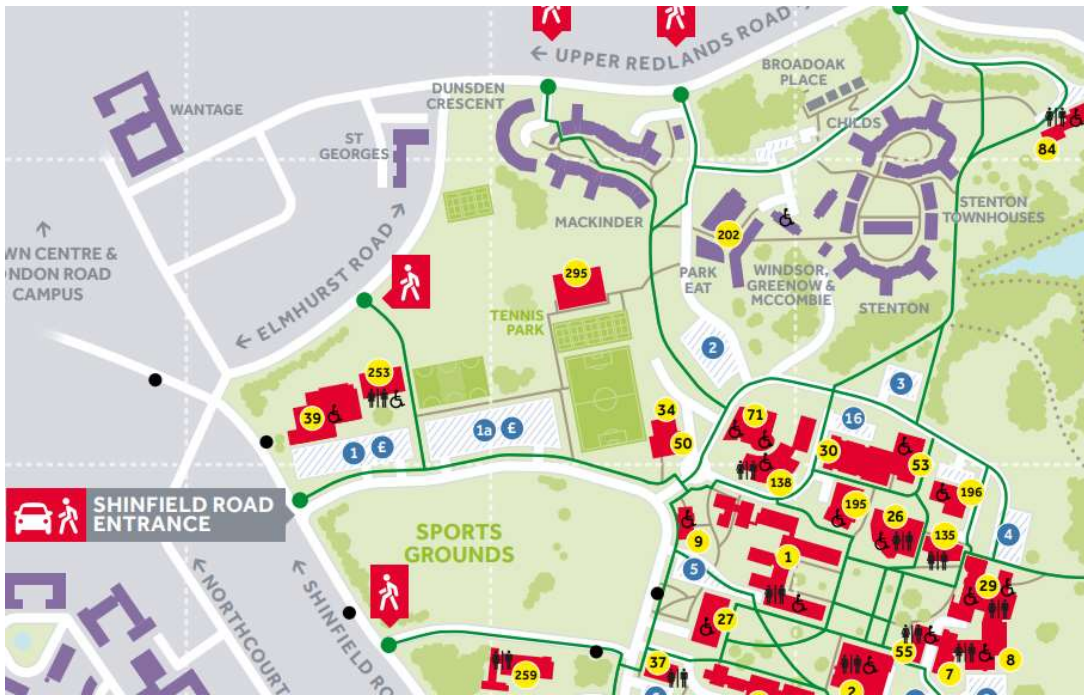 ← UPPER REDLANDS ROAD
BROADOAK
PLACE
DUNSDEN
CRESCENT
WANTAGE
ST
GEORGES
CHILDS
84
MACKINDER
STENTON
TOWNHOUSES
202
WN CENTRE &
NDON ROAD
CAMPUS
← ELMHURST ROAD →
295
PARK
EAT
WINDSOR,
GREENOW &
MCCOMBIE
STENTON
TENNIS
PARK
2
253
3
39
34
71
16
1a £
50
30
1 £
53
138
196
SHINFIELD ROAD
ENTRANCE
195
26
4
SPORTS
GROUNDS
9
135
1
5
29
← NORTHCOURT
← SHINFIELD RO
27
55
37
259
7
8
2